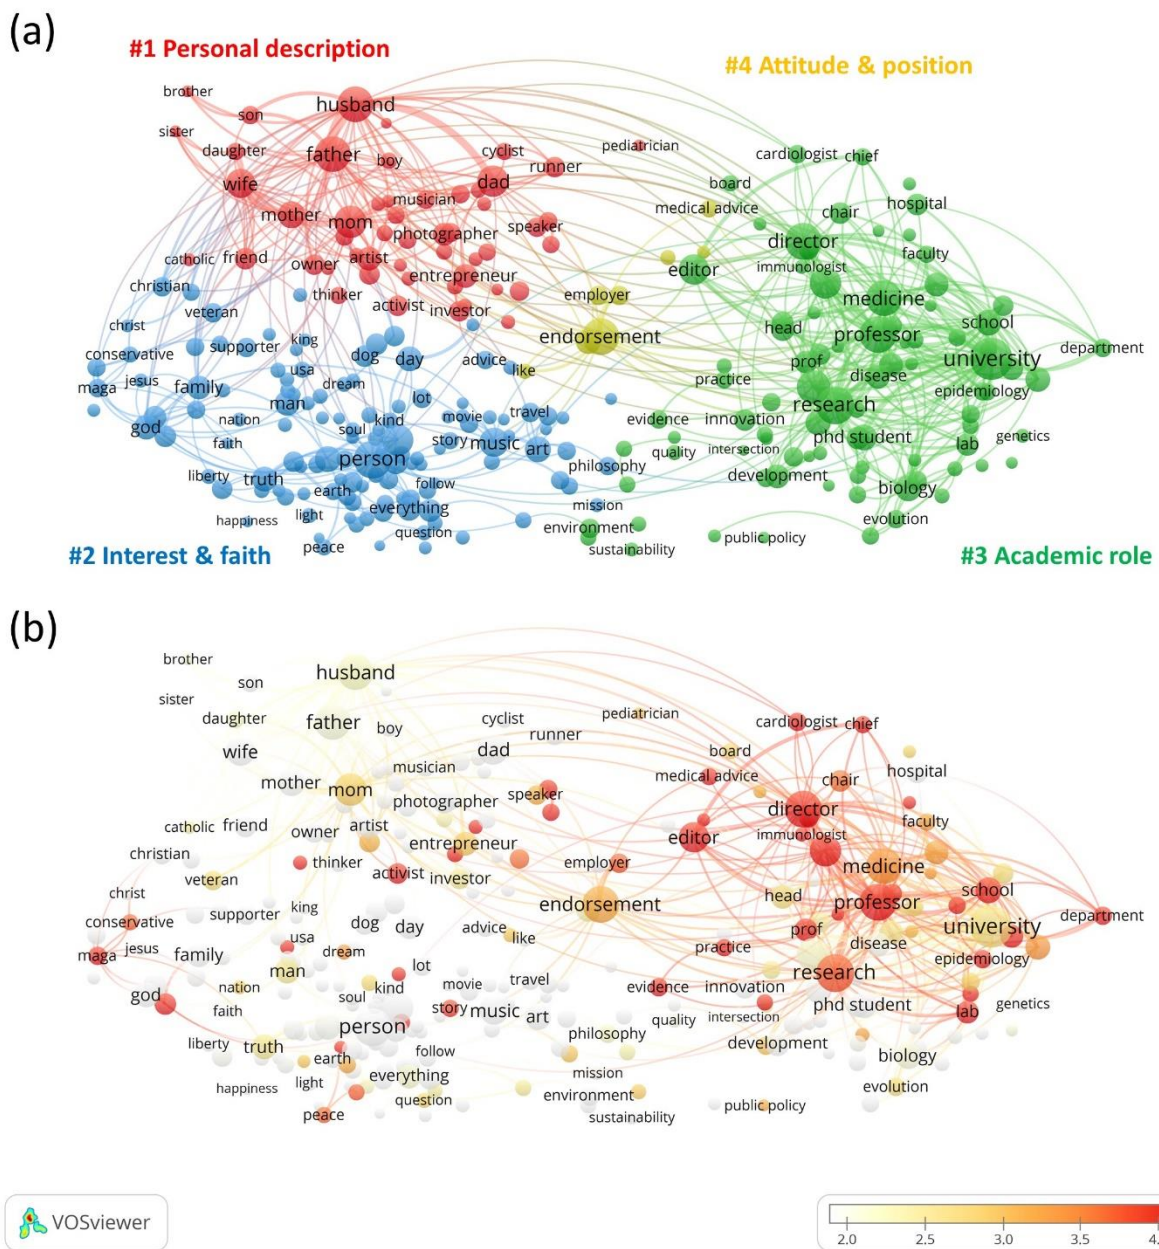 (a)
#1 Personal description
#4 Attitude & position
brother
husband
son
sister
daughter
father
boy
cyclist
runner
pediatrician
cardiologist
chief
wife
dad
board
musician
medical advice
chair
hospital
mother
mom
photographer
speaker
director
catholic
friend
owner
artist
entrepreneur
editor
immunologist
faculty
christian
thinker
activist
investor
employer
medicine
veteran
christ
supporter
king
endorsement
head
professor
school
conservative
dog
day
advice
like
prof
university
department
maga
jesus
family
usa
dream
practice
disease
epidemiology
man
lot
research
god
nation
soul
kind
movie
travel
evidence
innovation
faith
story
music
art
quality
intersection
phd student
lab
genetics
person
philosophy
liberty
truth
earth
follow
development
biology
happiness
light
everything
mission
peace
question
environment
evolution
sustainability
public policy
#2 Interest & faith
#3 Academic role
(b)
brother
husband
son
sister
daughter
father
boy
cyclist
runner
pediatrician
cardiologist
chief
wife
dad
board
musician
medical advice
chair
hospital
mother
mom
photographer
speaker
director
catholic
friend
owner
artist
entrepreneur
editor
immunologist
faculty
christian
thinker
activist
investor
employer
medicine
veteran
christ
supporter
king
endorsement
head
professor
school
conservative
dog
day
advice
like
prof
university
department
maga
jesus
family
usa
dream
practice
disease
epidemiology
man
lot
research
god
nation
soul
kind
movie
travel
evidence
innovation
faith
story
music
art
quality
intersection
phd student
lab
genetics
person
philosophy
liberty
truth
earth
follow
development
biology
happiness
light
everything
mission
peace
question
environment
evolution
sustainability
public policy
VOSviewer
2.0
2.5
3.0
3.5